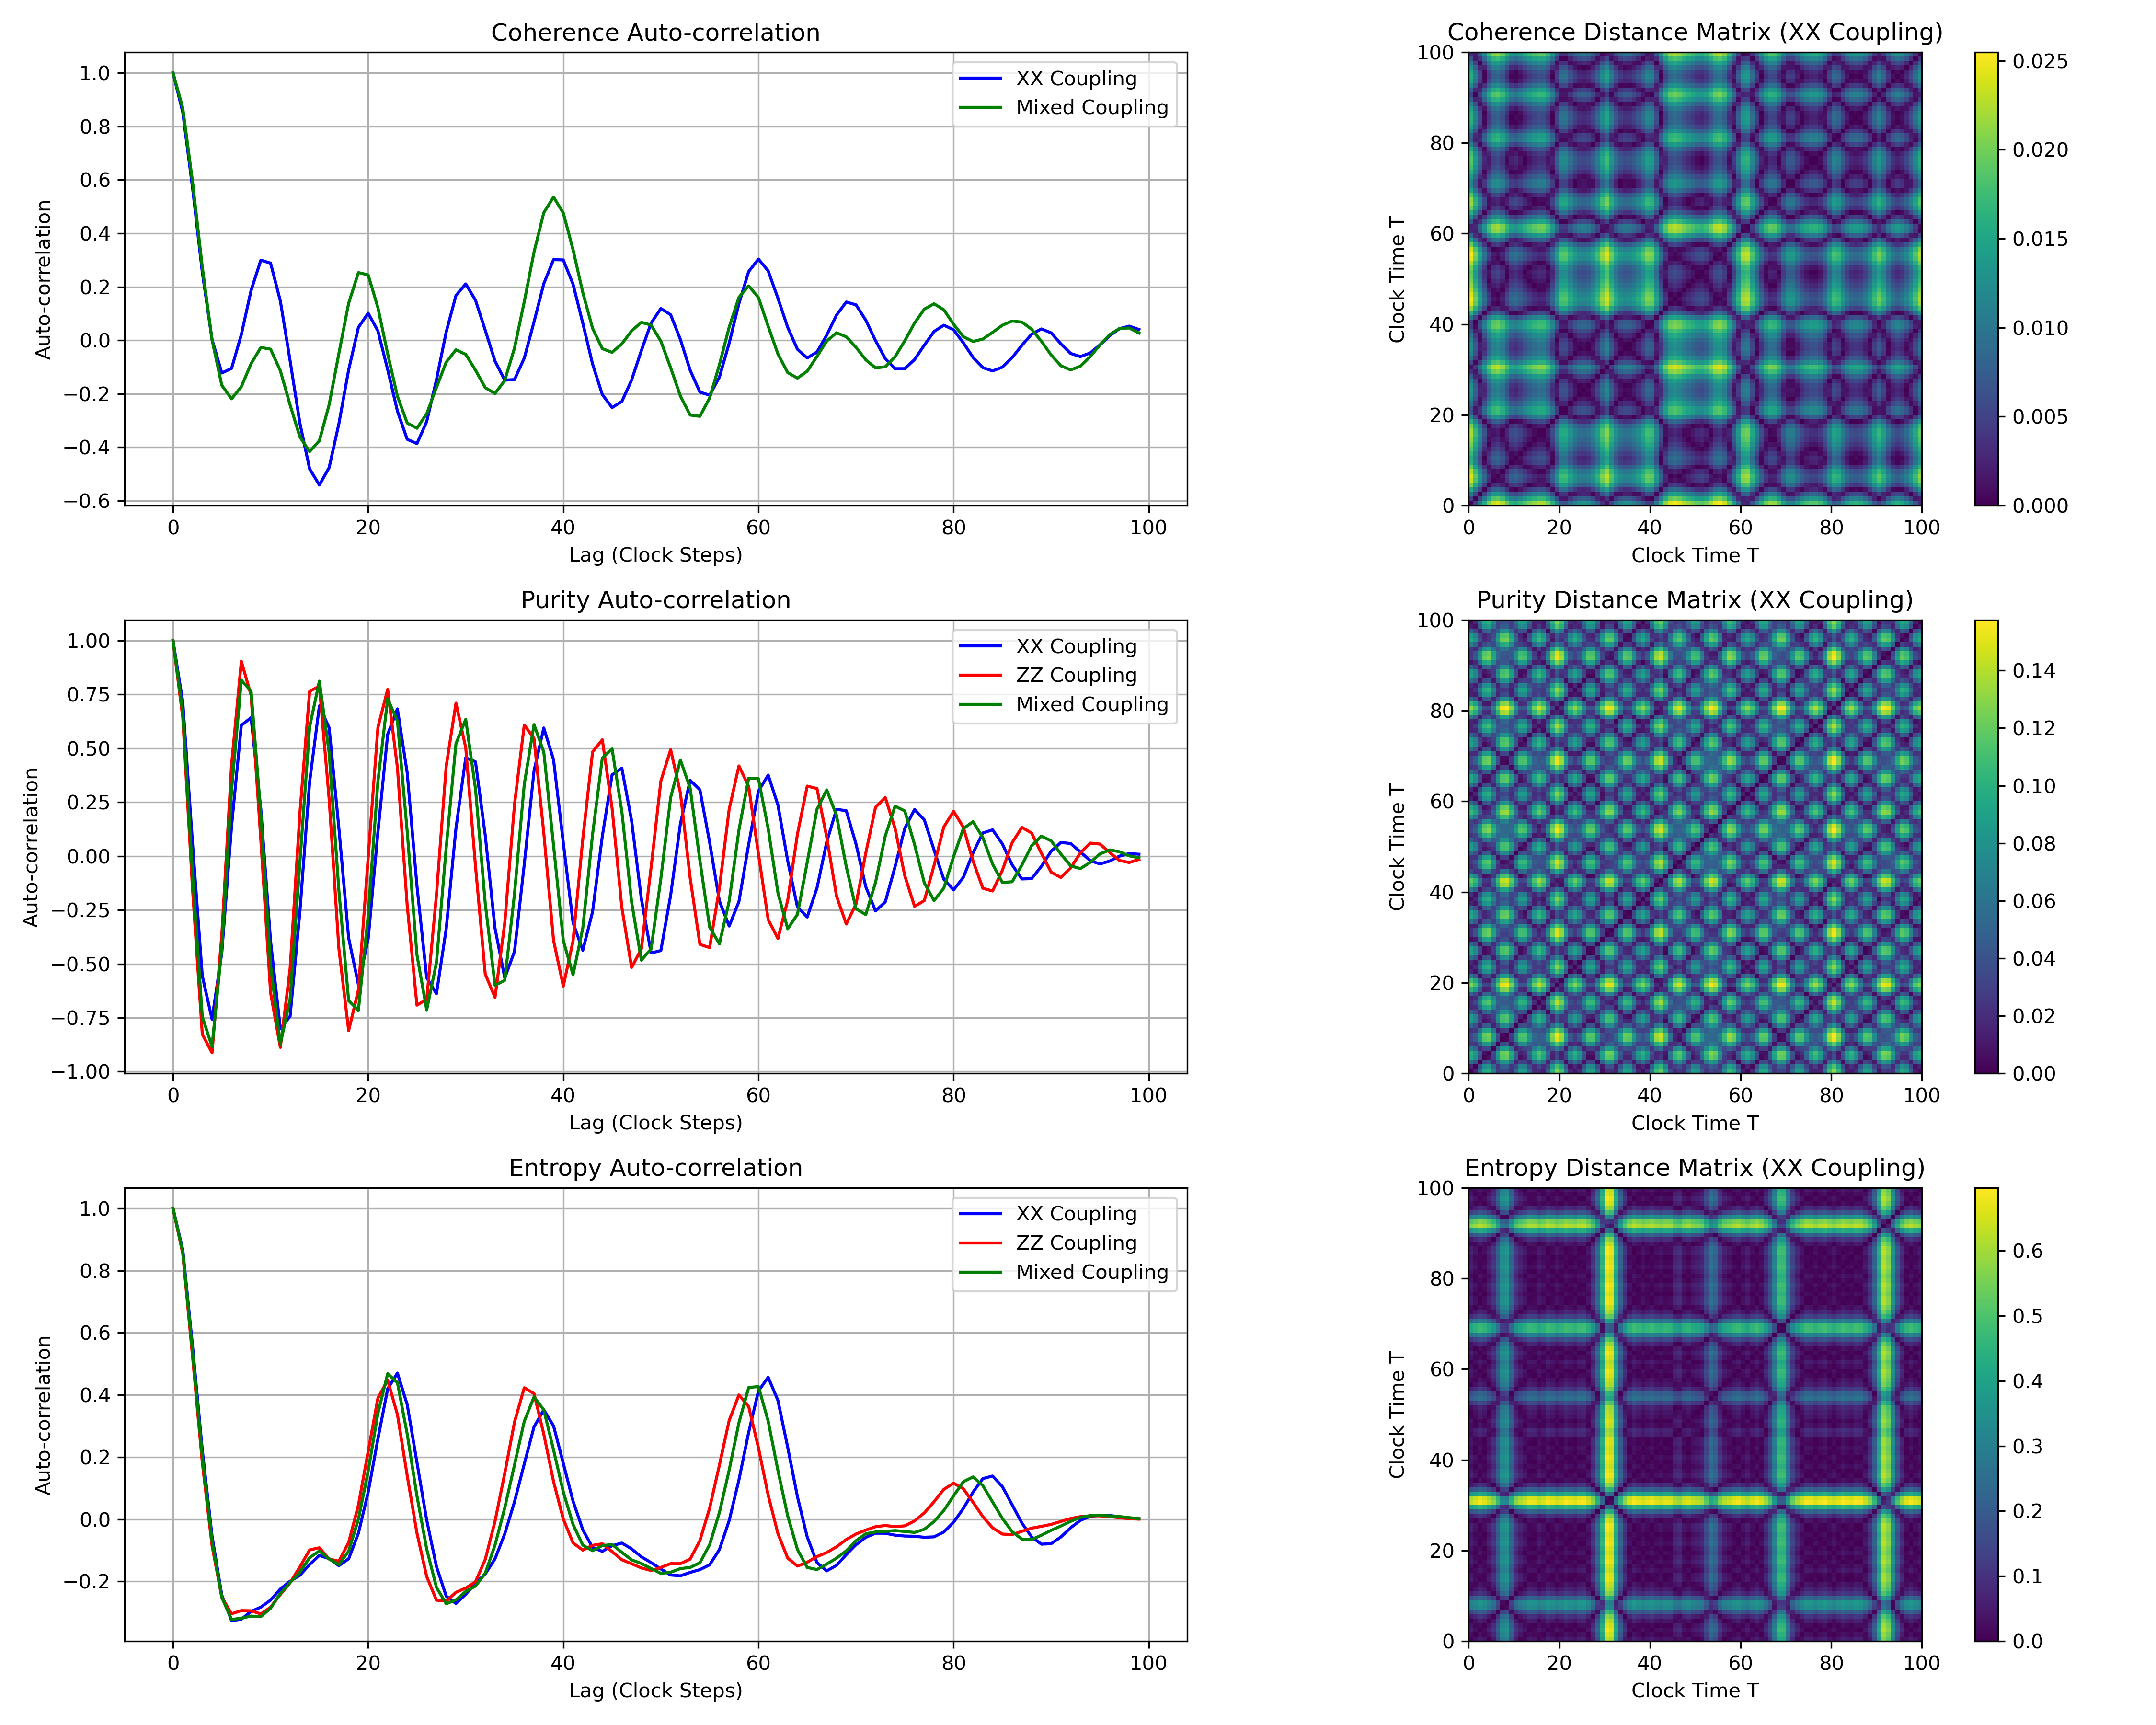 Coherence Auto-correlation
1.0
0.8
0.6
0.4
0.2
0.0
−0.2
−0.4
−0.6
Auto-correlation
XX Coupling
Mixed Coupling
0 20 40 60 80 100
Lag (Clock Steps)
Coherence Distance Matrix (XX Coupling)
100
80
60
40
20
0
Clock Time T
0 20 40 60 80 100
Clock Time T
0.025
0.020
0.015
0.010
0.005
0.000
Purity Auto-correlation
1.00
0.75
0.50
0.25
0.00
−0.25
−0.50
−0.75
−1.00
Auto-correlation
XX Coupling
ZZ Coupling
Mixed Coupling
0 20 40 60 80 100
Lag (Clock Steps)
Purity Distance Matrix (XX Coupling)
100
80
60
40
20
0
Clock Time T
0 20 40 60 80 100
Clock Time T
0.14
0.12
0.10
0.08
0.06
0.04
0.02
0.00
Entropy Auto-correlation
1.0
0.8
0.6
0.4
0.2
0.0
−0.2
Auto-correlation
XX Coupling
ZZ Coupling
Mixed Coupling
0 20 40 60 80 100
Lag (Clock Steps)
Entropy Distance Matrix (XX Coupling)
100
80
60
40
20
0
Clock Time T
0 20 40 60 80 100
Clock Time T
0.6
0.5
0.4
0.3
0.2
0.1
0.0